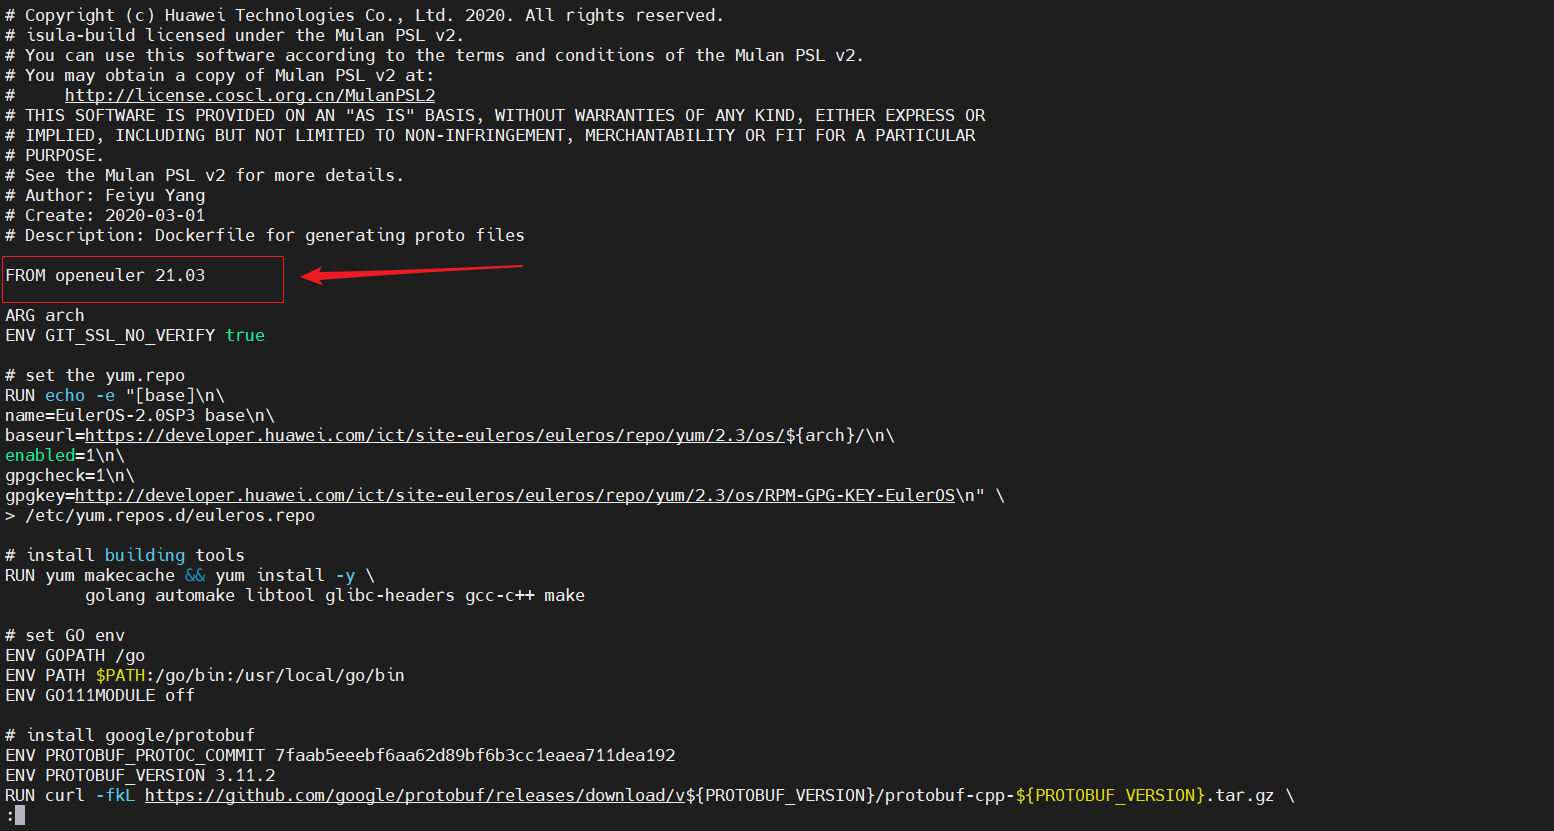 # Copyright (c) Huawei Technologies Co., Ltd. 2020. All rights reserved.
# isula-build licensed under the Mulan PSL v2.
# You can use this software according to the terms and conditions of the Mulan PSL v2.
# You may obtain a copy of Mulan PSL v2 at:
#     http://license.coscl.org.cn/MulanPSL2
# THIS SOFTWARE IS PROVIDED ON AN "AS IS" BASIS, WITHOUT WARRANTIES OF ANY KIND, EITHER EXPRESS OR
# IMPLIED, INCLUDING BUT NOT LIMITED TO NON-INFRINGEMENT, MERCHANTABILITY OR FIT FOR A PARTICULAR
# PURPOSE.
# See the Mulan PSL v2 for more details.
# Author: Feiyu Yang
# Create: 2020-03-01
# Description: Dockerfile for generating proto files

FROM openeuler 21.03

ARG arch
ENV GIT_SSL_NO_VERIFY true

# set the yum.repo
RUN echo -e "[base]\n\
name=EulerOS-2.0SP3 base\n\
baseurl=https://developer.huawei.com/ict/site-euleros/euleros/repo/yum/2.3/os/${arch}/\n\
enabled=1\n\
gpgcheck=1\n\
gpgkey=http://developer.huawei.com/ict/site-euleros/euleros/repo/yum/2.3/os/RPM-GPG-KEY-EulerOS\n" \
> /etc/yum.repos.d/euleros.repo

# install building tools
RUN yum makecache && yum install -y \
        golang automake libtool glibc-headers gcc-c++ make

# set GO env
ENV GOPATH /go
ENV PATH $PATH:/go/bin:/usr/local/go/bin
ENV GO111MODULE off

# install google/protobuf
ENV PROTOBUF_PROTOC_COMMIT 7faab5eeebf6aa62d89bf6b3cc1eaea711dea192
ENV PROTOBUF_VERSION 3.11.2
RUN curl -fkL https://github.com/google/protobuf/releases/download/v${PROTOBUF_VERSION}/protobuf-cpp-${PROTOBUF_VERSION}.tar.gz \
: